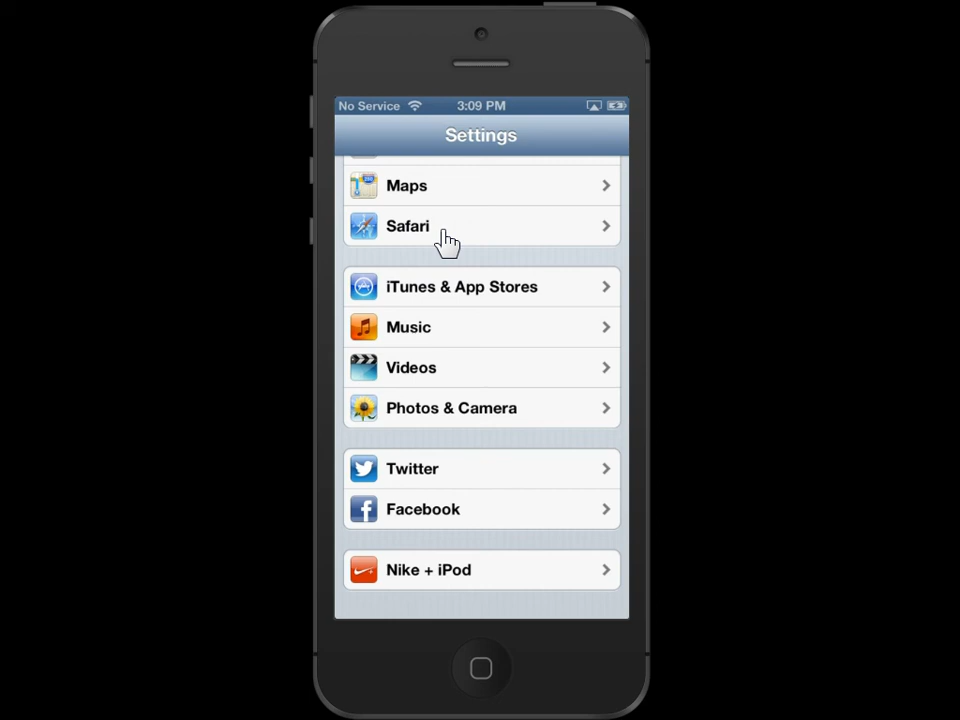 No Service 3:09 PM
Settings
Maps
Safari
iTunes & App Stores
Music
Videos
Photos & Camera
Twitter
Facebook
Nike + iPod